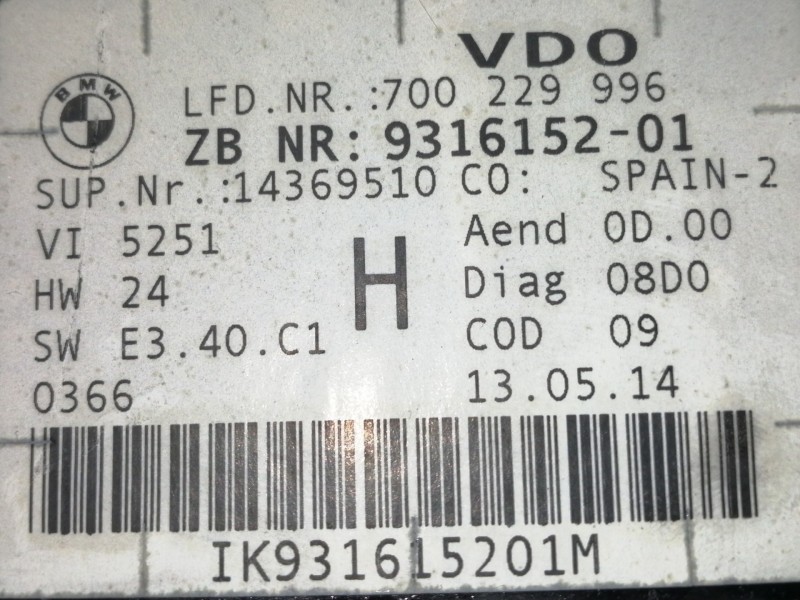 VDO
BMW
LFD.NR.:700 229 996
ZB NR: 9316152-01
SUP.Nr.:14369510 CO: SPAIN-2
VI 5251 Aend 0D.00
HW 24 H Diag 08D0
SW E3.40.C1 COD 09
0366 13.05.14
IK931615201M